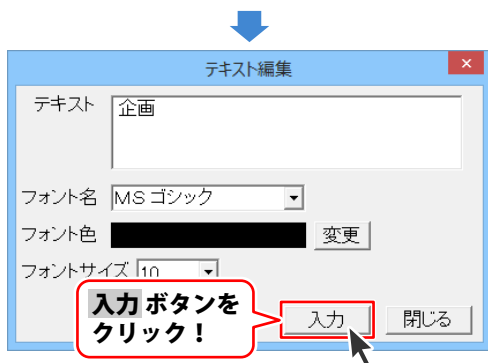 テキスト編集
×
テキスト 企画
フォント名 MS ゴシック
フォント色 変更
フォントサイズ 10
入力 ボタンを
クリック！
入力 閉じる